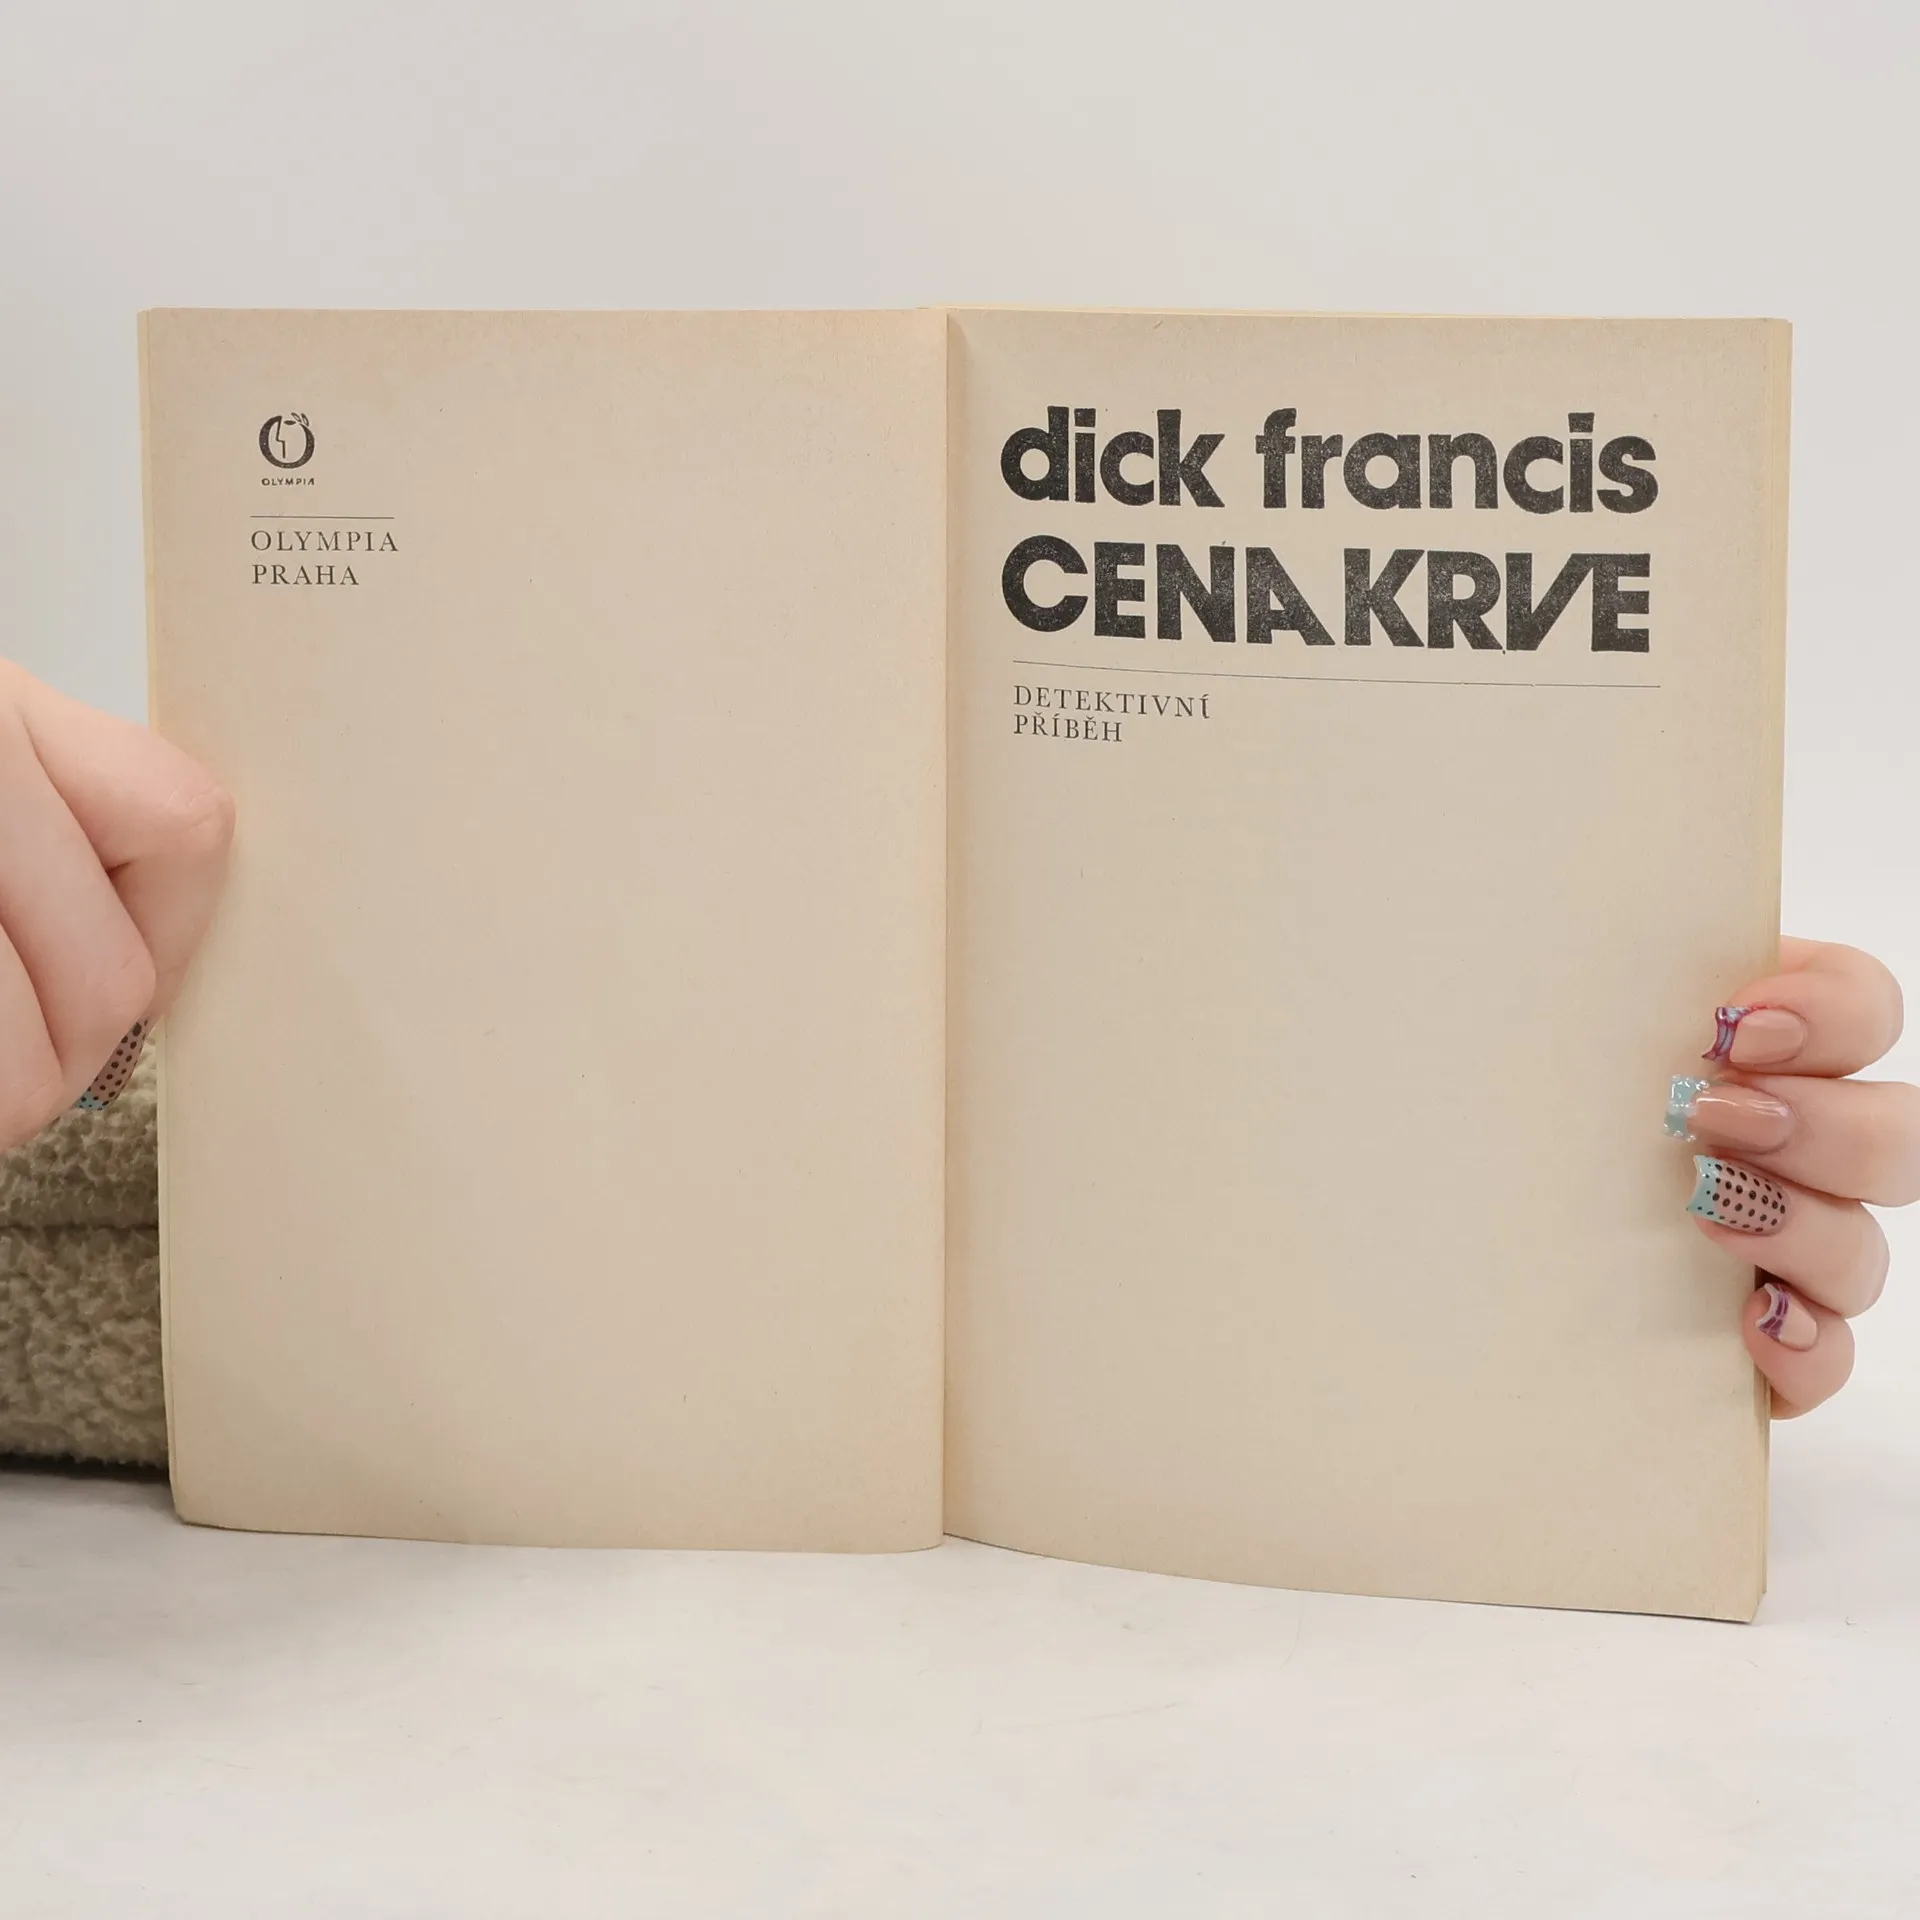 OLYMPIA
OLYMPIA
PRAHA
dick francis
CENA KRVE
DETEKTIVNÍ
PŘÍBĚH